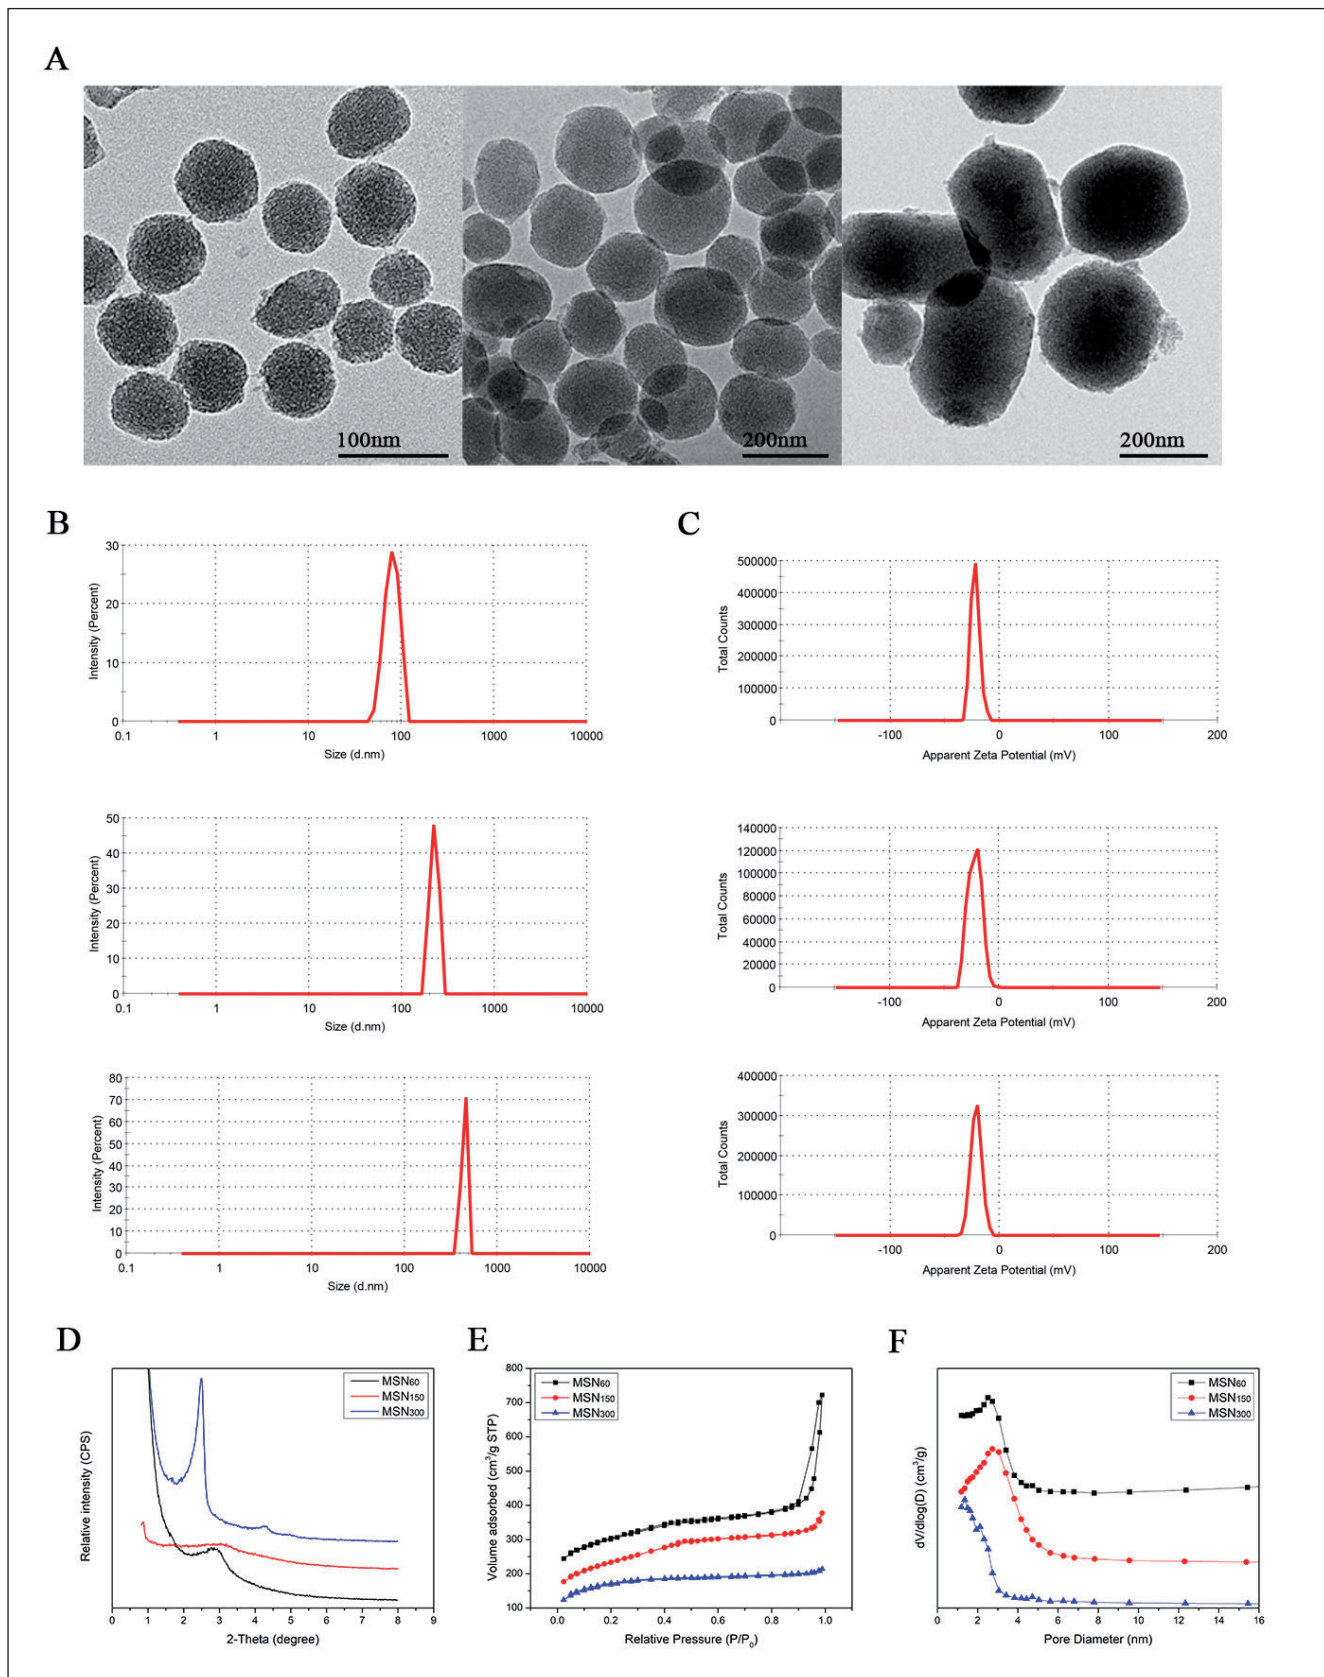 A
100nm
200nm
200nm
B
30
20
10
0
Intensity (Percent)
0.1 1 10 100 1000 10000
Size (d.nm)
50
40
30
20
10
0
Intensity (Percent)
0.1 1 10 100 1000 10000
Size (d.nm)
80
70
60
50
40
30
20
10
0
Intensity (Percent)
0.1 1 10 100 1000 10000
Size (d.nm)
C
500000
400000
300000
200000
100000
0
Total Counts
-100 0 100 200
Apparent Zeta Potential (mV)
140000
120000
100000
80000
60000
40000
20000
0
Total Counts
-100 0 100 200
Apparent Zeta Potential (mV)
400000
300000
200000
100000
0
Total Counts
-100 0 100 200
Apparent Zeta Potential (mV)
D
MSN60
MSN150
MSN300
Relative intensity (CPS)
0 1 2 3 4 5 6 7 8 9
2-Theta (degree)
E
800
700
600
500
400
300
200
100
MSN60
MSN150
MSN300
Volume adsorbed (cm³/g STP)
0.0 0.2 0.4 0.6 0.8 1.0
Relative Pressure (P/P₀)
F
MSN60
MSN150
MSN300
dV/dlog(D) (cm³/g)
0 2 4 6 8 10 12 14 16
Pore Diameter (nm)